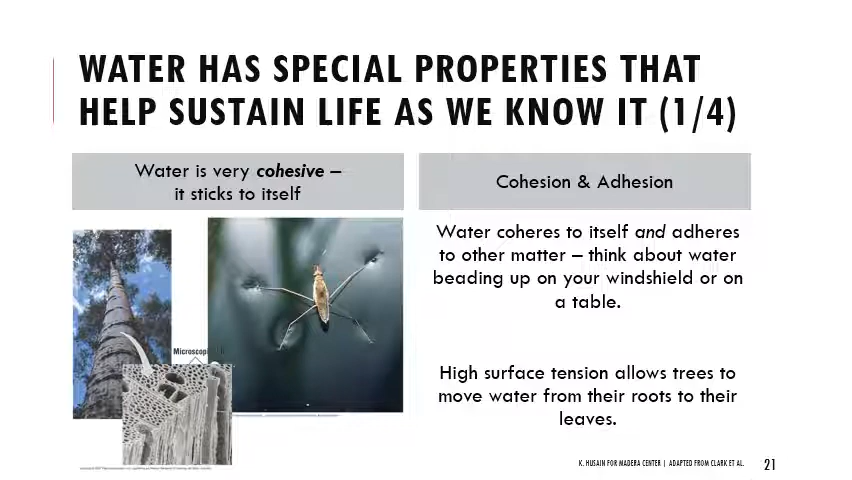 WATER HAS SPECIAL PROPERTIES THAT
HELP SUSTAIN LIFE AS WE KNOW IT (1/4)
Water is very cohesive –
it sticks to itself
Cohesion & Adhesion
Water coheres to itself and adheres
to other matter – think about water
beading up on your windshield or on
a table.
High surface tension allows trees to
move water from their roots to their
leaves.
K. HUSAIN FOR MADERA CENTER | ADAPTED FROM CLARK ET AL.
21